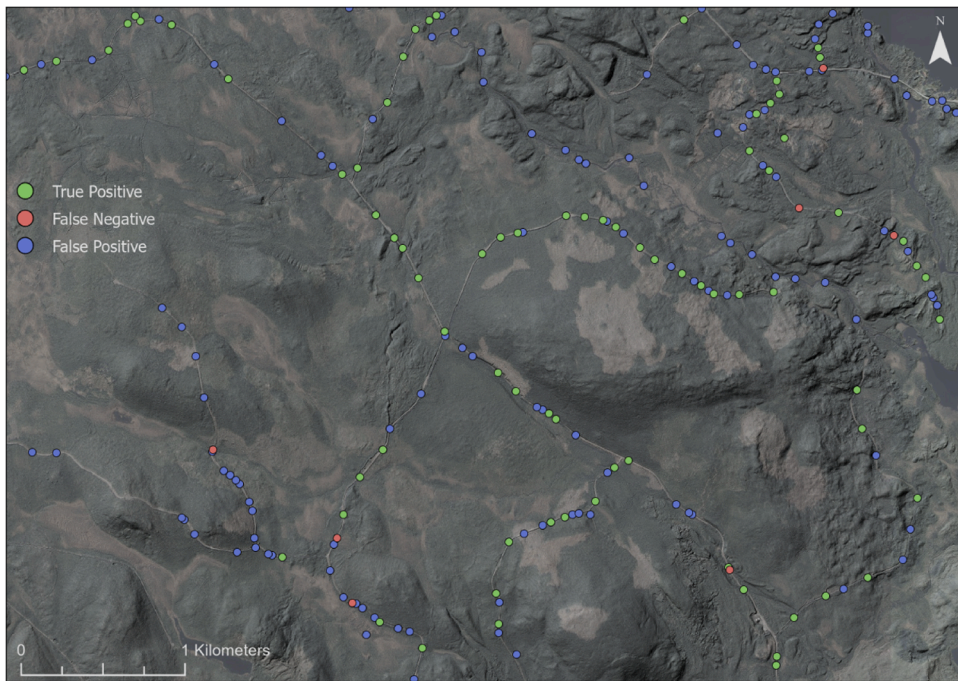 N
True Positive
False Negative
False Positive
0 1 Kilometers